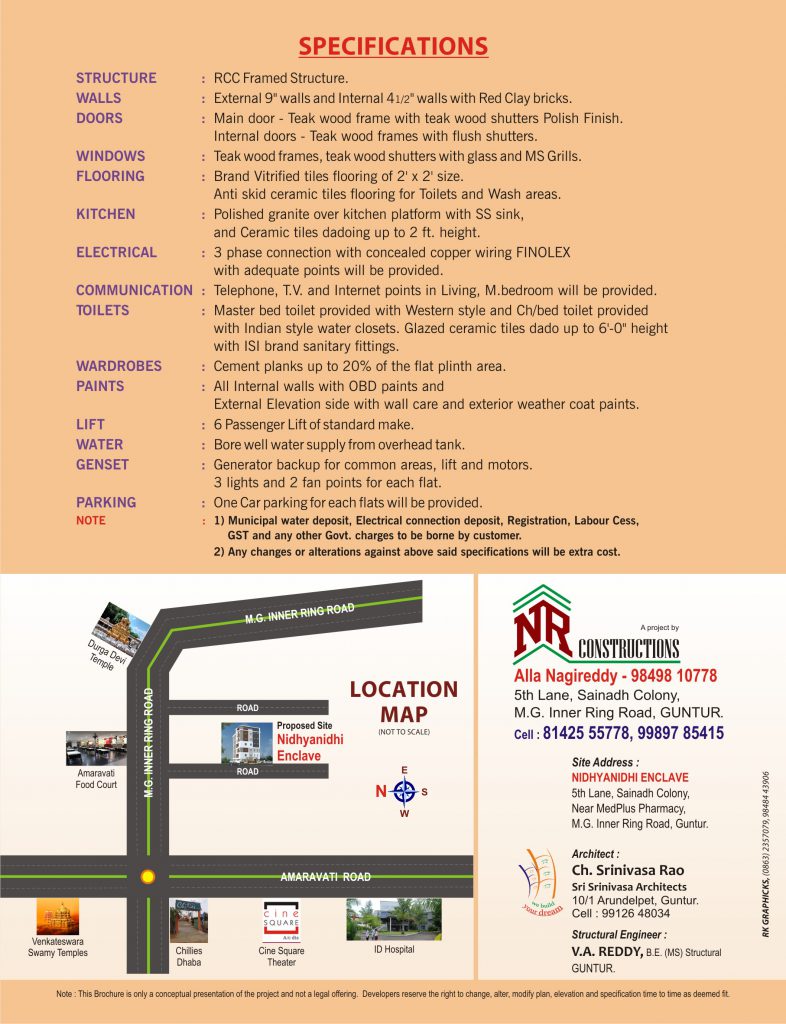 SPECIFICATIONS
STRUCTURE : RCC Framed Structure.
WALLS : External 9" walls and Internal 41/2" walls with Red Clay bricks.
DOORS : Main door - Teak wood frame with teak wood shutters Polish Finish.
Internal doors - Teak wood frames with flush shutters.
WINDOWS : Teak wood frames, teak wood shutters with glass and MS Grills.
FLOORING : Brand Vitrified tiles flooring of 2' x 2' size.
Anti skid ceramic tiles flooring for Toilets and Wash areas.
KITCHEN : Polished granite over kitchen platform with SS sink,
and Ceramic tiles dadoing up to 2 ft. height.
ELECTRICAL : 3 phase connection with concealed copper wiring FINOLEX
with adequate points will be provided.
COMMUNICATION : Telephone, T.V. and Internet points in Living, M.bedroom will be provided.
TOILETS : Master bed toilet provided with Western style and Ch/bed toilet provided
with Indian style water closets. Glazed ceramic tiles dado up to 6'-0" height
with ISI brand sanitary fittings.
WARDROBES : Cement planks up to 20% of the flat plinth area.
PAINTS : All Internal walls with OBD paints and
External Elevation side with wall care and exterior weather coat paints.
LIFT : 6 Passenger Lift of standard make.
WATER : Bore well water supply from overhead tank.
GENSET : Generator backup for common areas, lift and motors.
3 lights and 2 fan points for each flat.
PARKING : One Car parking for each flats will be provided.
NOTE : 1) Municipal water deposit, Electrical connection deposit, Registration, Labour Cess,
GST and any other Govt. charges to be borne by customer.
2) Any changes or alterations against above said specifications will be extra cost.
M.G. INNER RING ROAD
Durga Devi
Temple
M.G. INNER RING ROAD
ROAD
Proposed Site
Nidhyanidhi
Enclave
ROAD
Amaravati
Food Court
LOCATION
MAP
(NOT TO SCALE)
E
N
S
W
AMARAVATI ROAD
Venkateswara
Swamy Temples
Chillies
Dhaba
cine
SQUARE
Cine Square
Theater
ID Hospital
NR
A project by
CONSTRUCTIONS
Alla Nagireddy - 98498 10778
5th Lane, Sainadh Colony,
M.G. Inner Ring Road, GUNTUR.
Cell : 81425 55778, 99897 85415
Site Address :
NIDHYANIDHI ENCLAVE
5th Lane, Sainadh Colony,
Near MedPlus Pharmacy,
M.G. Inner Ring Road, Guntur.
we build
your dream
Architect :
Ch. Srinivasa Rao
Sri Srinivasa Architects
10/1 Arundelpet, Guntur.
Cell : 99126 48034
Structural Engineer :
V.A. REDDY, B.E. (MS) Structural
GUNTUR.
RK GRAPHICKS, (0863) 2357079, 98484 43906
Note : This Brochure is only a conceptual presentation of the project and not a legal offering. Developers reserve the right to change, alter, modify plan, elevation and specification time to time as deemed fit.